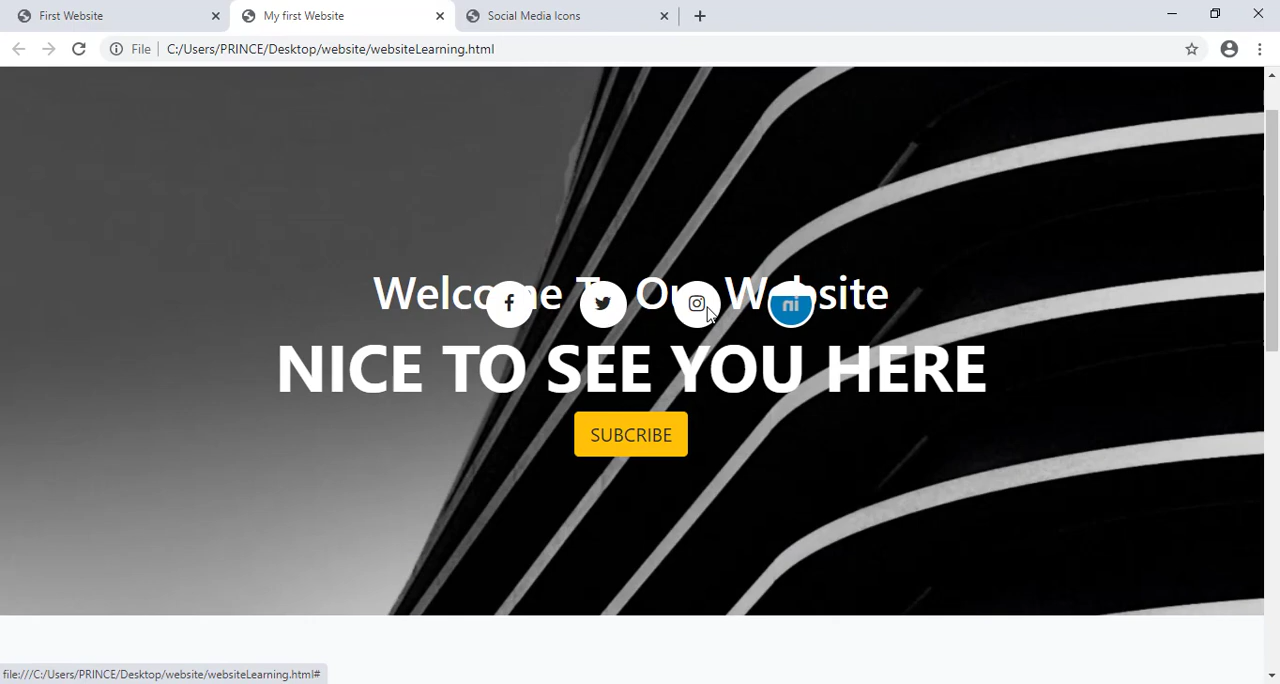 First Website
My first Website
Social Media Icons
File
C:/Users/PRINCE/Desktop/website/websiteLearning.html
Welcome To Our Website
NICE TO SEE YOU HERE
SUBCRIBE
file:///C:/Users/PRINCE/Desktop/website/websiteLearning.html#